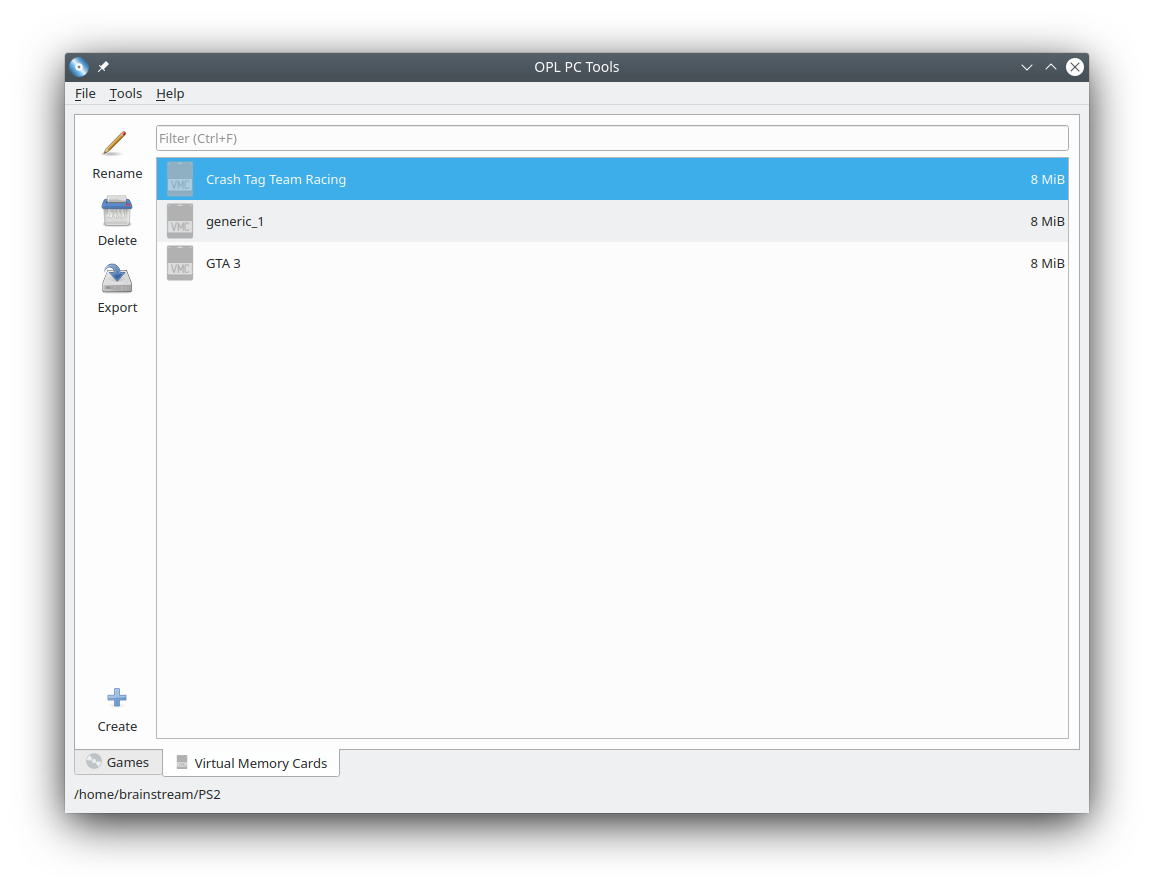 OPL PC Tools
File Tools Help
Filter (Ctrl+F)
Rename
Delete
Export
VMC Crash Tag Team Racing 8 MiB
VMC generic_1 8 MiB
VMC GTA 3 8 MiB
Create
Games Virtual Memory Cards
/home/brainstream/PS2